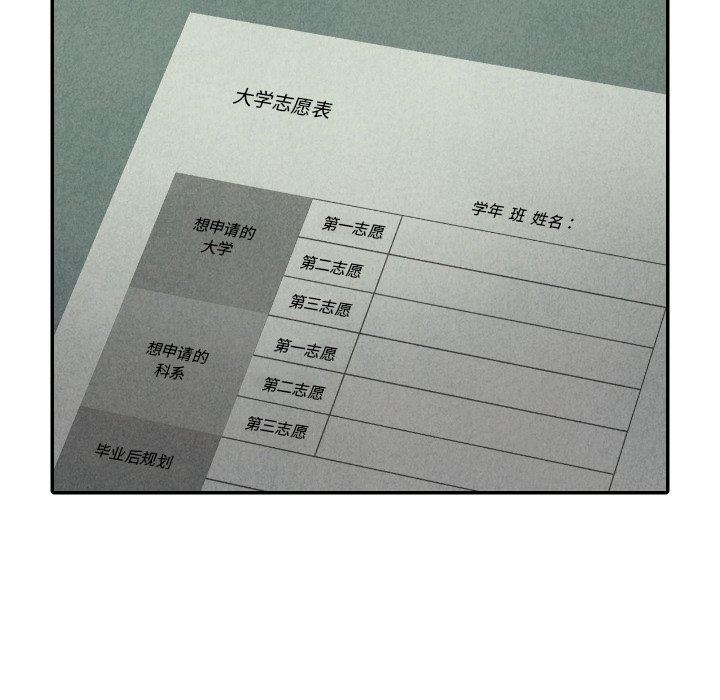 大学志愿表
学年 班 姓名：
想申请的
大学
第一志愿
第二志愿
第三志愿
想申请的
科系
第一志愿
第二志愿
第三志愿
毕业后规划